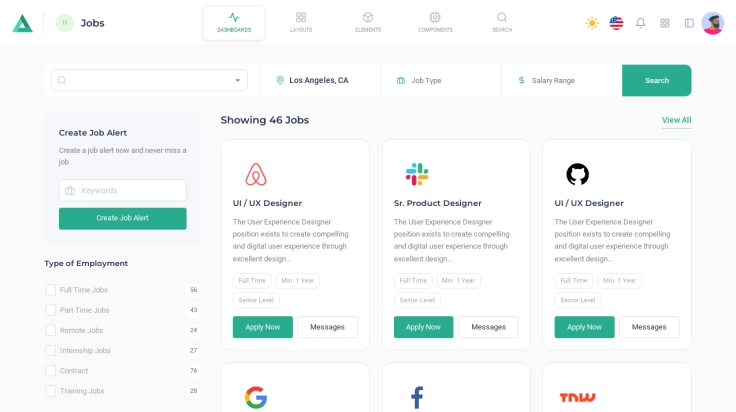 H
Jobs
DASHBOARDS
LAYOUTS
ELEMENTS
COMPONENTS
SEARCH
Los Angeles, CA
Job Type
Salary Range
Search
Create Job Alert
Create a job alert now and never miss a
job
Keywords
Create Job Alert
Type of Employment
Full Time Jobs 56
Part Time Jobs 43
Remote Jobs 24
Internship Jobs 27
Contract 76
Training Jobs 28
Showing 46 Jobs
View All
UI / UX Designer
The User Experience Designer
position exists to create compelling
and digital user experience through
excellent design...
Full Time
Min. 1 Year
Senior Level
Apply Now
Messages
Sr. Product Designer
The User Experience Designer
position exists to create compelling
and digital user experience through
excellent design...
Full Time
Min. 1 Year
Senior Level
Apply Now
Messages
UI / UX Designer
The User Experience Designer
position exists to create compelling
and digital user experience through
excellent design...
Full Time
Min. 1 Year
Senior Level
Apply Now
Messages
G
f
TNW